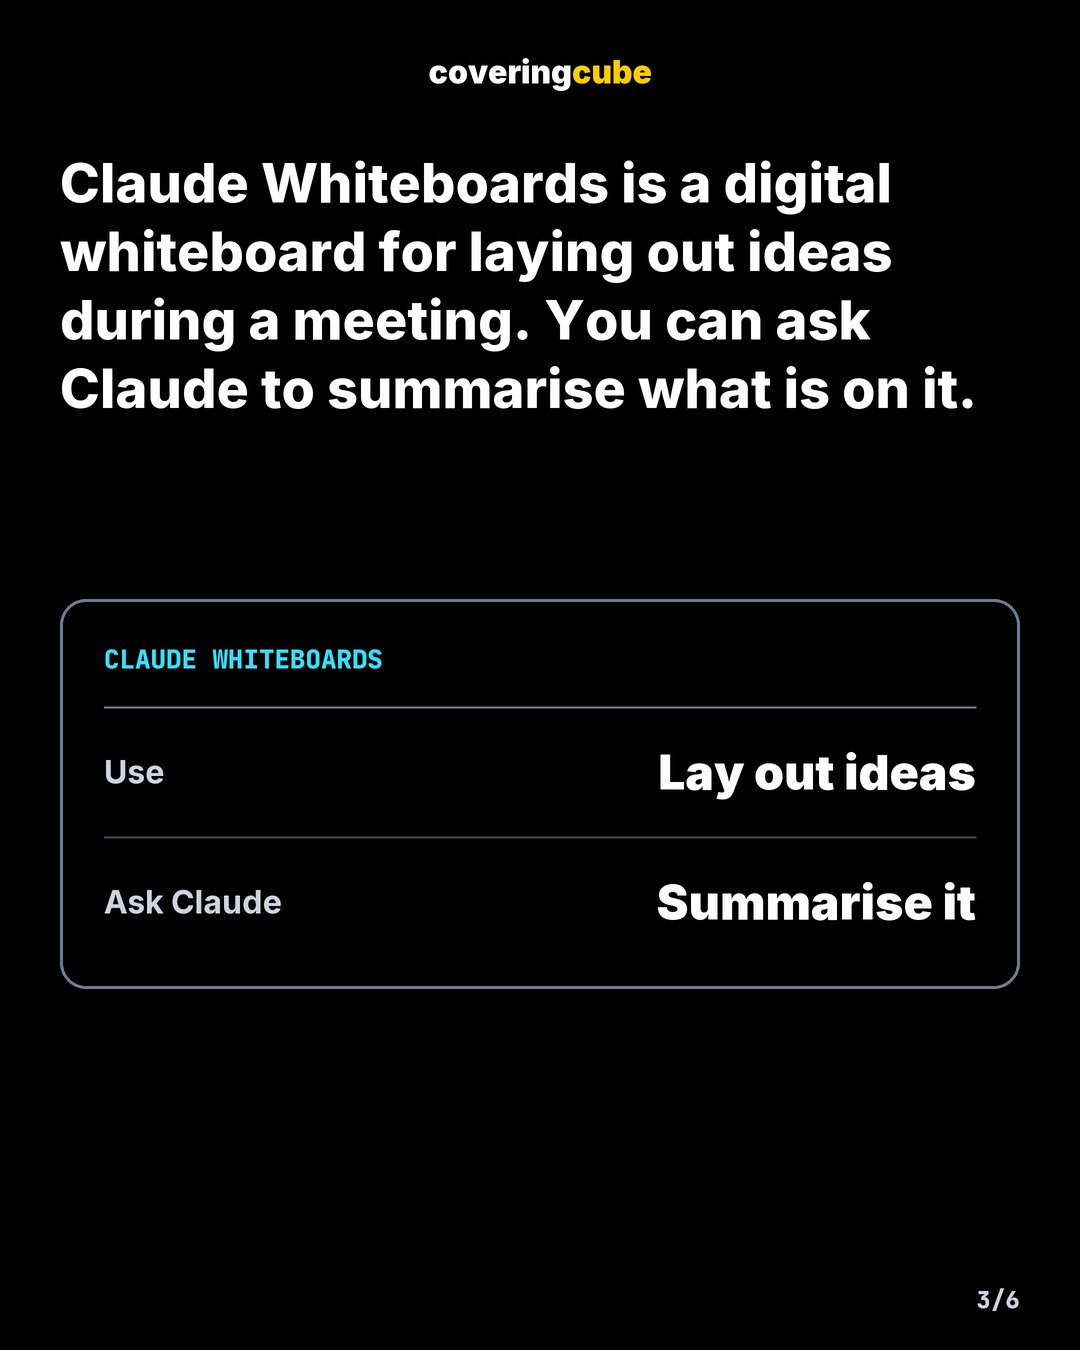 coveringcube
Claude Whiteboards is a digital
whiteboard for laying out ideas
during a meeting. You can ask
Claude to summarise what is on it.
CLAUDE WHITEBOARDS
Use
Lay out ideas
Ask Claude
Summarise it
3/6